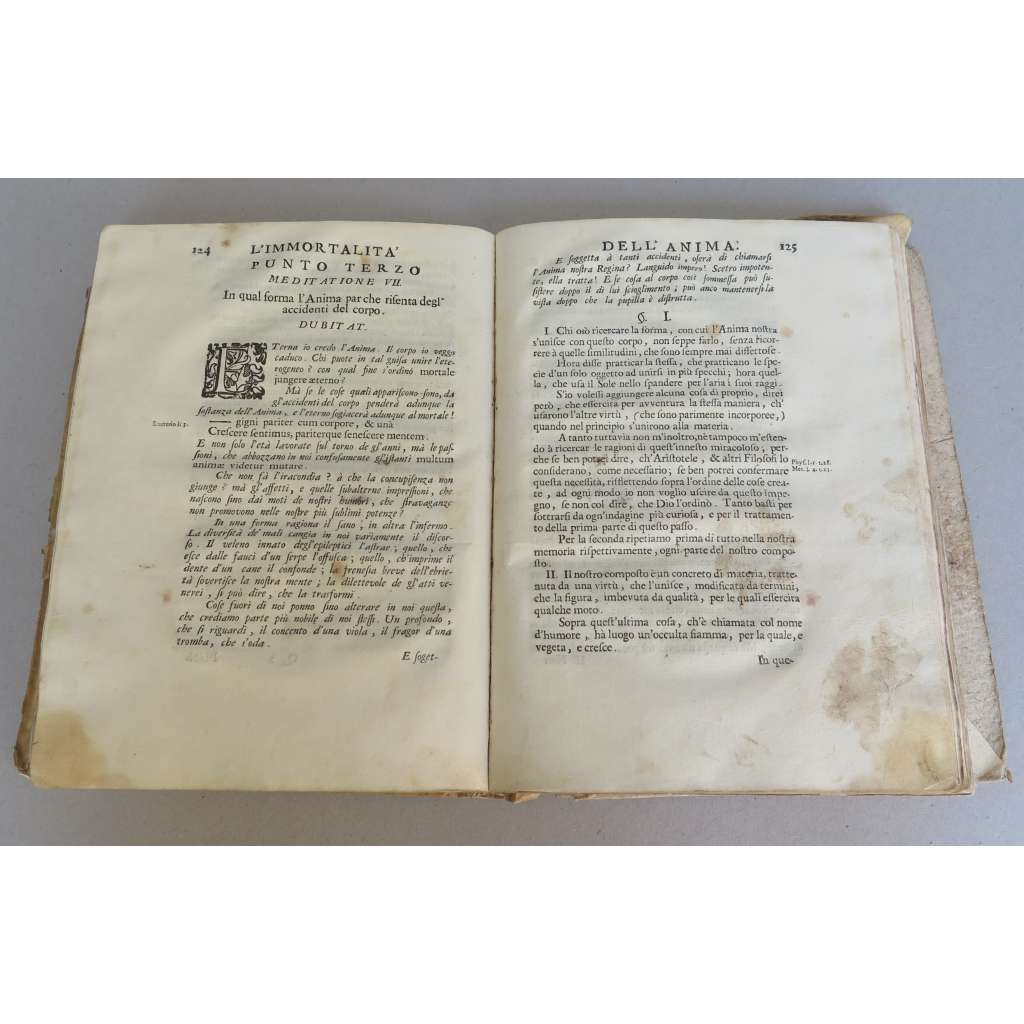 124 L'IMMORTALITA'
PUNTO TERZO
MEDITATIONE VII.
In qual forma l'Anima par che risenta degl'
accidenti del corpo.
DUBITAT.
ETerna io credo l'Anima. Il corpo io veggo
caduco. Chi puote in tal guisa unire l'ete-
rogeneo? con qual fine l'ordinò mortale
jungere æterno?
Mà se le cose quali appariscono sono, da
gl'accidenti del corpo penderà adunque la
sostanza dell'Anima, e l'eterno sogiacerà adunque al mortale!
gigni pariter cum corpore, & unà
Crescere sentimus, pariterque senescere mentem.
E non solo l'età lavorate sul torno de gl'anni, mà le pas-
sioni, che abbozzano in noi confusamente gl'istanti multum
animæ videtur mutare.
Che non fà l'iracondia? à che la concupisenza non
giunge? mà gl'affetti, e quelle subalterne impressioni, che
nascono sino dai moti de nostri humori, che stravaganze
non promovono nelle nostre più sublimi potenze?
In una forma ragiona il sano, in altra l'infermo.
La diversità de' mali cangia in noi variamente il discor-
so. Il veleno innato degl'epileptici l'astrae; quello, che
esce dalle fauci d'un serpe l'offusca; quello, ch'imprime il
dente d'un cane il confonde; la frenesia breve dell'ebrie-
tà sovertisce la nostra mente; la dilettevole de gl'atti ve-
nerei, si può dire, che la trasformi.
Cose fuori di noi ponno sino alterare in noi questa,
che crediamo parte più nobile di noi stessi. Un profondo,
che si riguardi, il concento d'una viola, il fragor d'una
tromba, che s'oda.
E soget-
DELL'ANIMA. 125
E soggetta à tanti accidenti, oserà di chiamarsi
l'Anima nostra Regina? Languido impero! Scetro impoten-
te, ella tratta! E se cosa al corpo così sommessa può su-
sistere doppo il di lui scioglimento; può anco mantenersi la
vista doppo che la pupilla è distrutta.
§. I.
I. Chi osò ricercare la forma, con cui l'Anima nostra
s'unisce con questo corpo, non seppe farlo, senza ricor-
rere à quelle similitudini, che sono sempre mai difettose.
Hora disse pratticar la stessa, che pratticano le spe-
cie d'un solo oggetto ad unirsi in più specchi; hora quel-
la, che usa il Sole nello spandere per l'aria i suoi raggi.
S'io volessi aggiungere alcuna cosa di proprio, direi
però, che essercita per avventura la stessa maniera, ch'
usarono l'altre virtù, (che sono parimente incorporee,)
quando nel principio s'unirono alla materia.
A tanto tuttavia non m'inoltro, nè tampoco m'esten-
do à ricercar le ragioni di quest'innesto miracoloso; per-
che se ben potrei dire, ch'Aristotele, & altri Filosofi lo
considerano, come necessario; se ben potrei confermare
questa necessità, riflettendo sopra l'ordine delle cose crea-
te, ad ogni modo io non voglio uscire da questo impe-
gno, se non col dire, che Dio l'ordinò. Tanto basti per
sottrarsi da ogn'indagine più curiosa, e per il trattamen-
to della prima parte di questo passo.
Per la seconda ripetiamo prima di tutto nella nostra
memoria rispettivamente, ogni parte del nostro compo-
sto.
II. Il nostro composto è un concreto di materia, tratte-
nuta da una virtù, che l'unisce, modificata da termini,
che la figura, imbevuta da qualità, per le quali essercita
qualche moto.
Sopra quest'ultima cosa, ch'è chiamata col nome
d'humore, hà luogo un'occulta fiamma, per la quale, e
vegeta, e cresce.
In que-